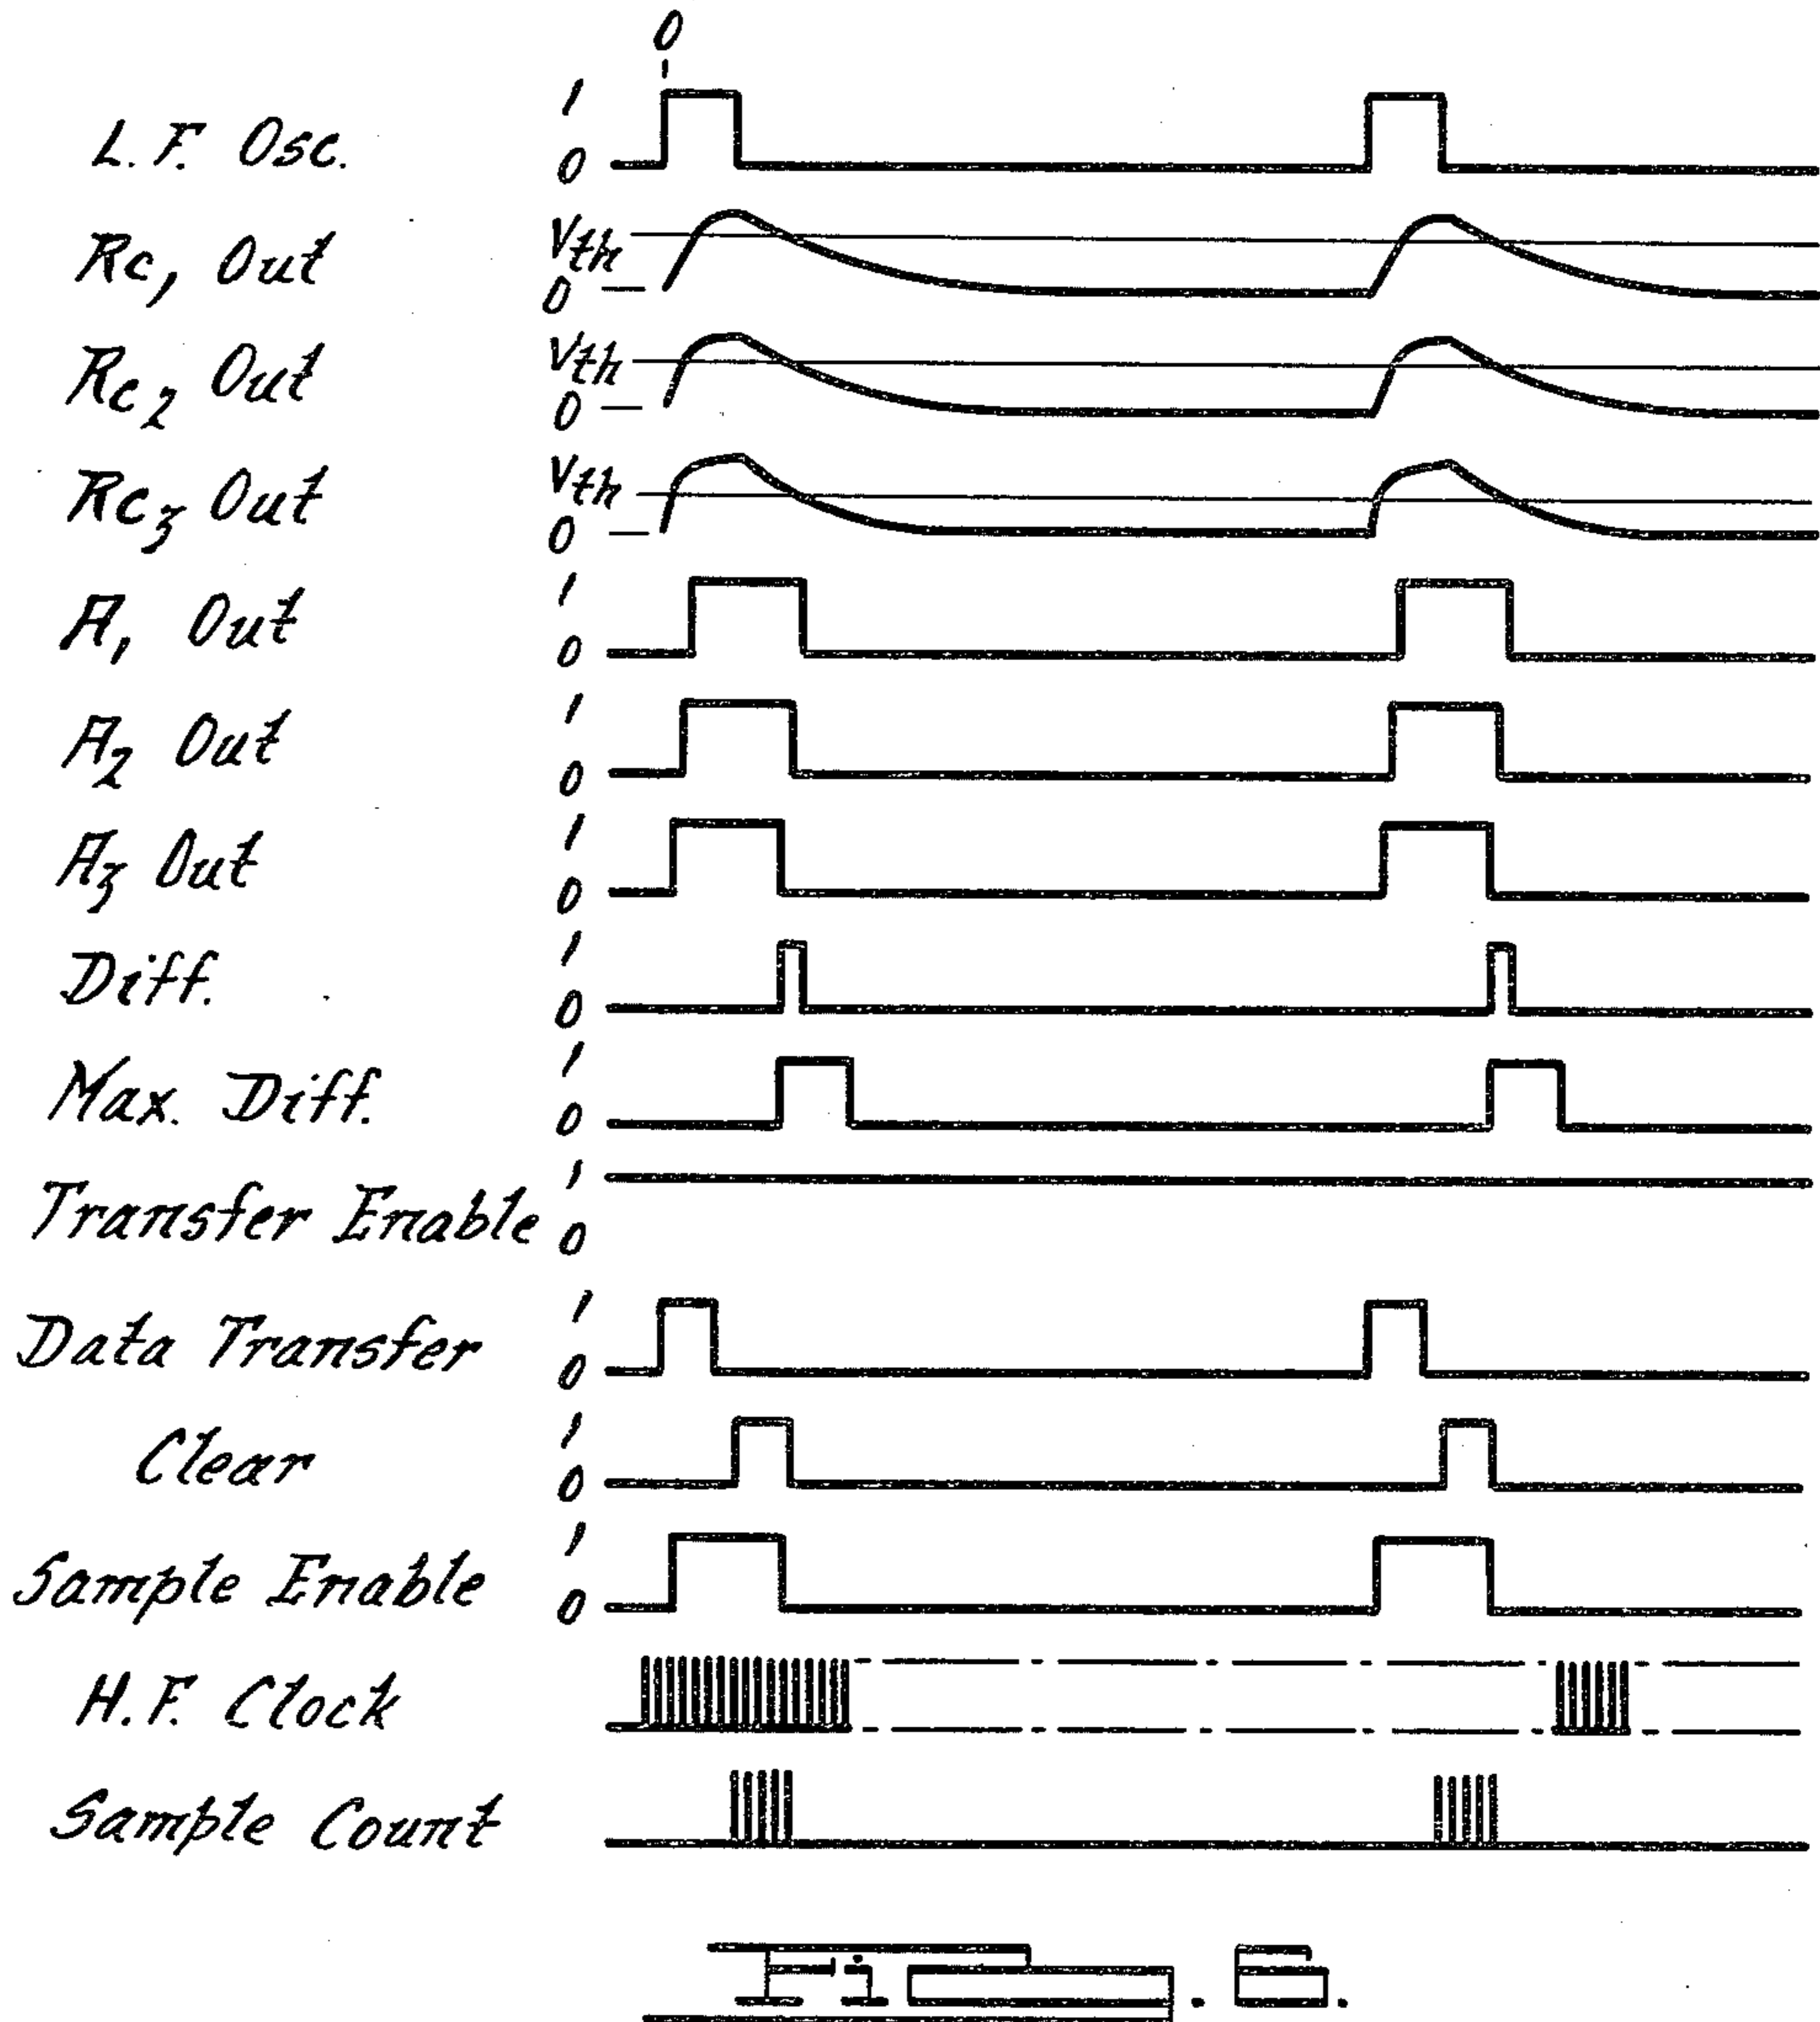 0
L.F. Osc. 1 0
Rc1 Out Vth 0
Rc2 Out Vth 0
Rc3 Out Vth 0
A1 Out 1 0
A2 Out 1 0
A3 Out 1 0
Diff. 1 0
Max. Diff. 1 0
Transfer Enable 1 0
Data Transfer 1 0
Clear 1 0
Sample Enable 1 0
H.F. Clock
Sample Count